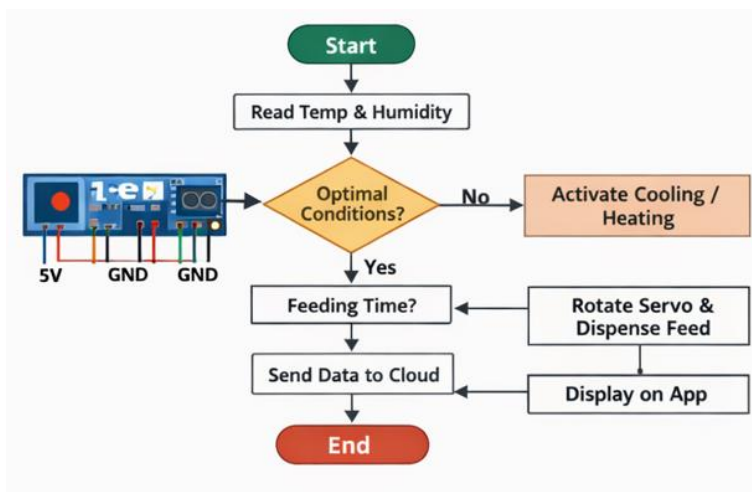 Start
Read Temp & Humidity
Optimal
Conditions?
No
Activate Cooling /
Heating
5V
GND
GND
Yes
Feeding Time?
Rotate Servo &
Dispense Feed
Send Data to Cloud
Display on App
End